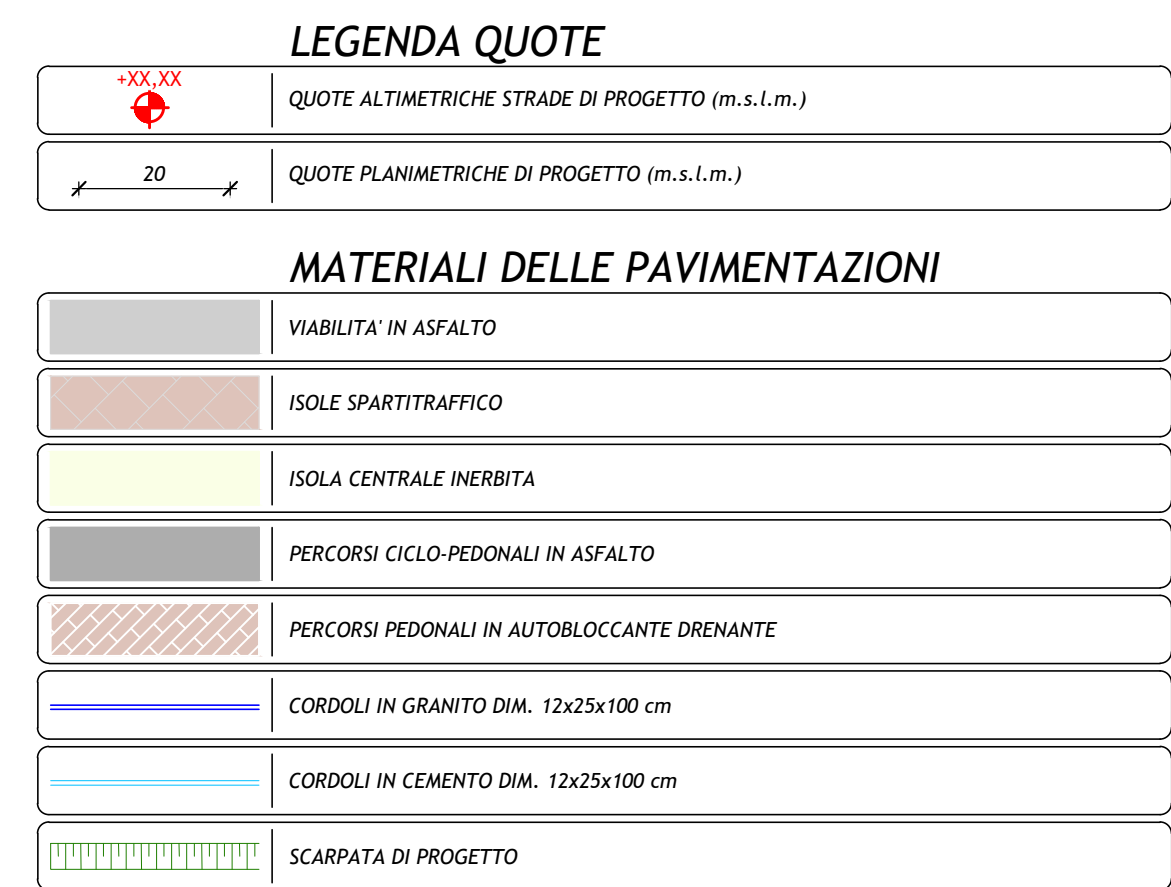 LEGENDA QUOTE
+XX,XX
QUOTE ALTIMETRICHE STRADE DI PROGETTO (m.s.l.m.)
20
QUOTE PLANIMETRICHE DI PROGETTO (m.s.l.m.)
MATERIALI DELLE PAVIMENTAZIONI
VIABILITA' IN ASFALTO
ISOLE SPARTITRAFFICO
ISOLA CENTRALE INERBITA
PERCORSI CICLO-PEDONALI IN ASFALTO
PERCORSI PEDONALI IN AUTOBLOCCANTE DRENANTE
CORDOLI IN GRANITO DIM. 12x25x100 cm
CORDOLI IN CEMENTO DIM. 12x25x100 cm
SCARPATA DI PROGETTO